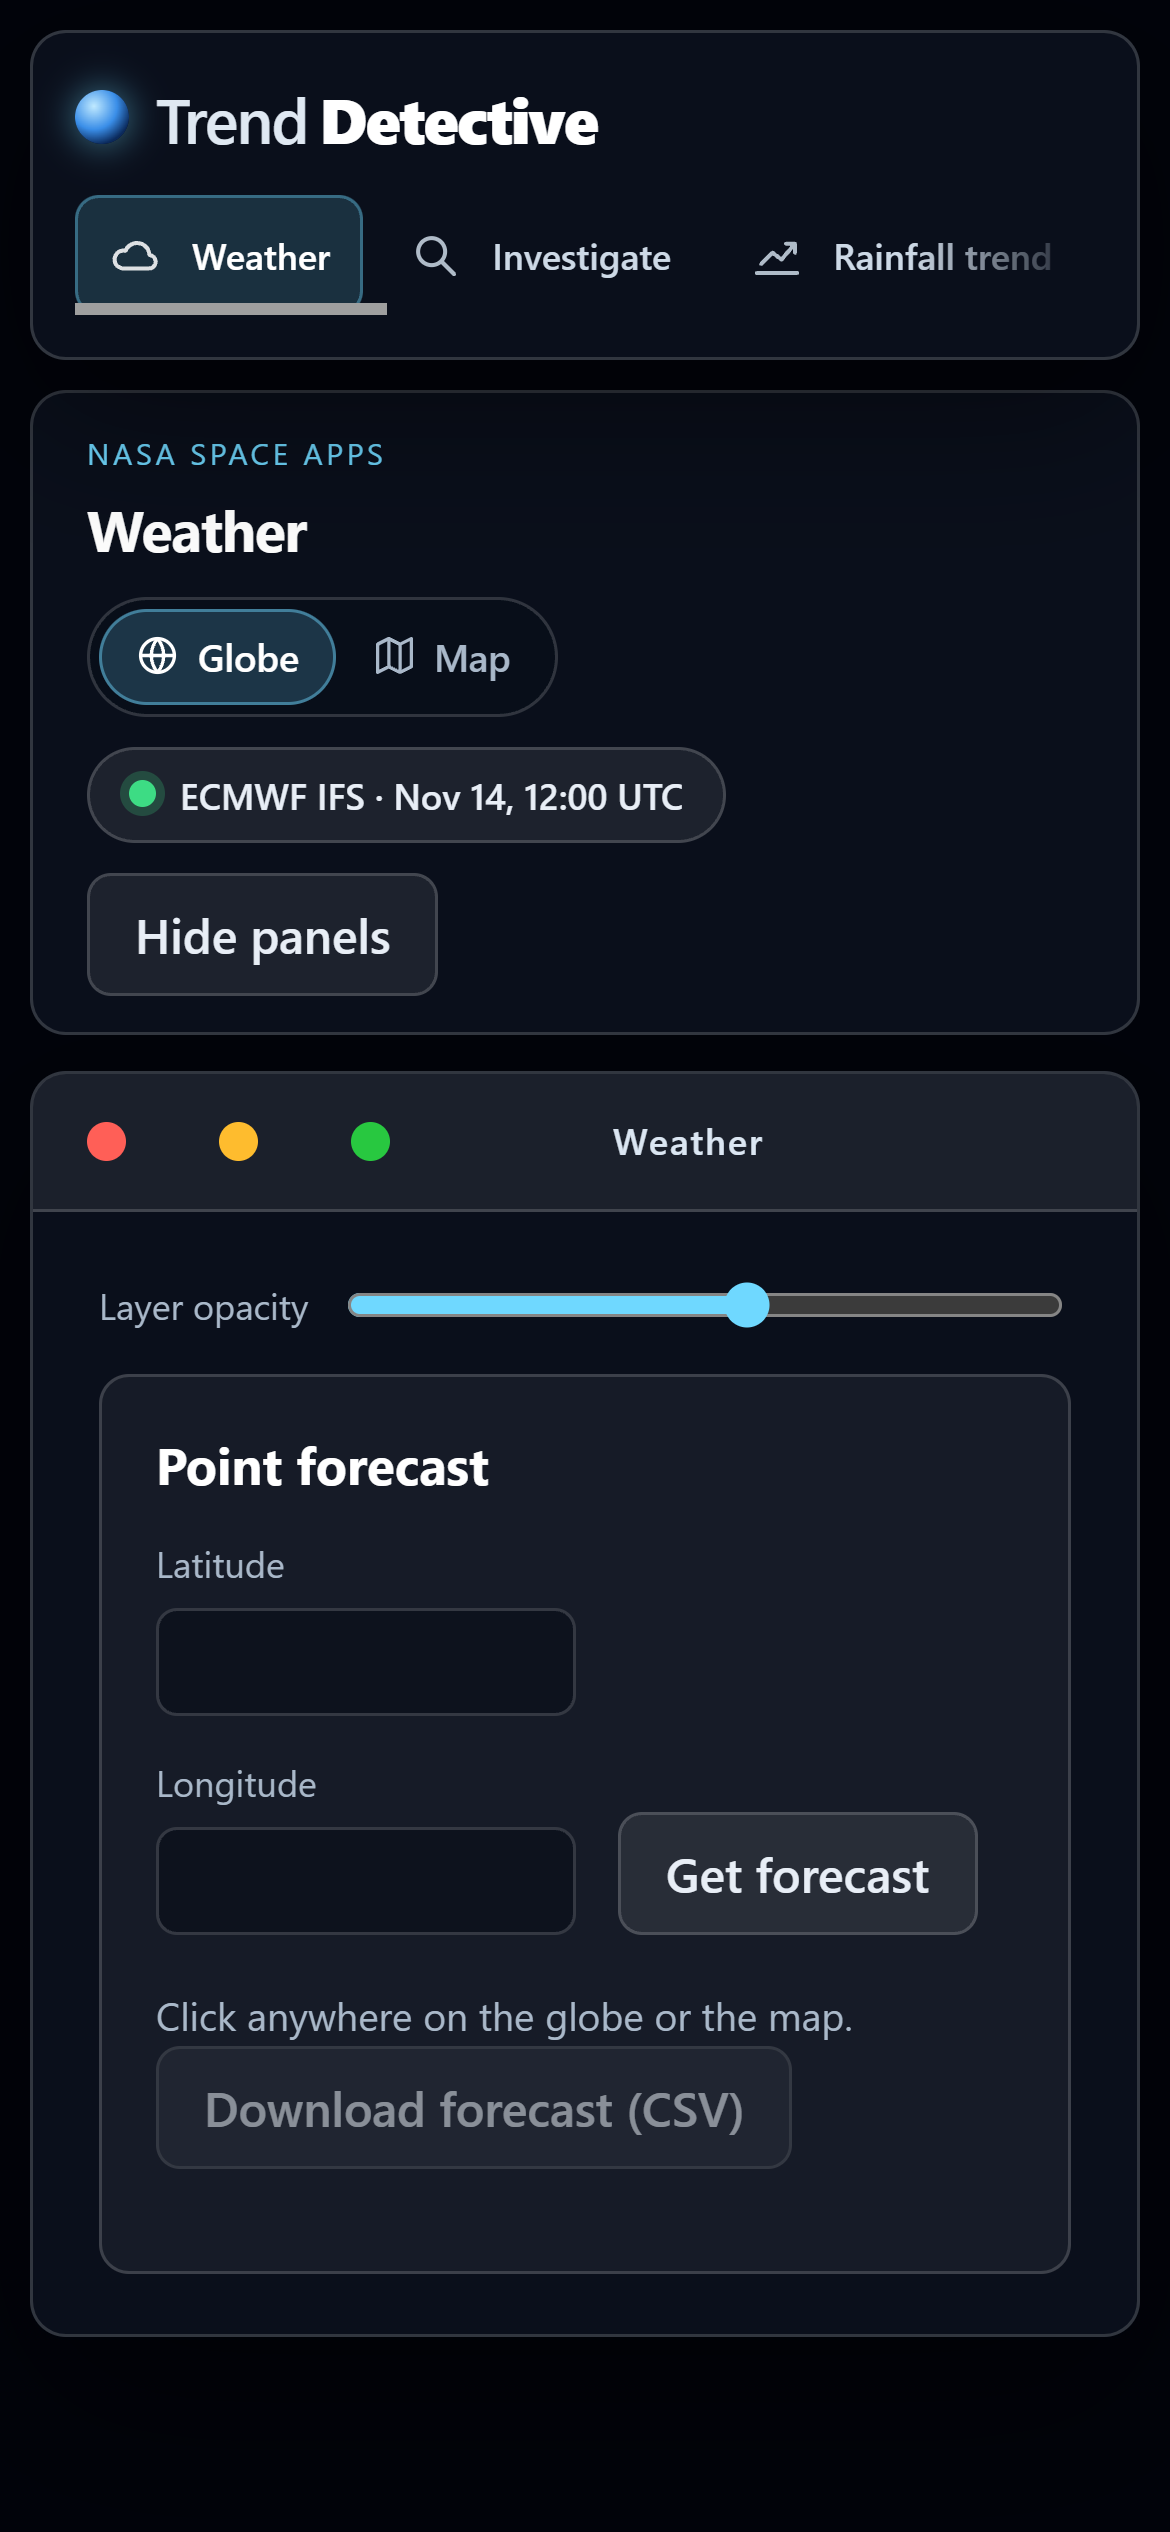 Trend Detective
Weather
Investigate
Rainfall trend
NASA SPACE APPS
Weather
Globe
Map
ECMWF IFS · Nov 14, 12:00 UTC
Hide panels
Weather
Layer opacity
Point forecast
Latitude
Longitude
Get forecast
Click anywhere on the globe or the map.
Download forecast (CSV)